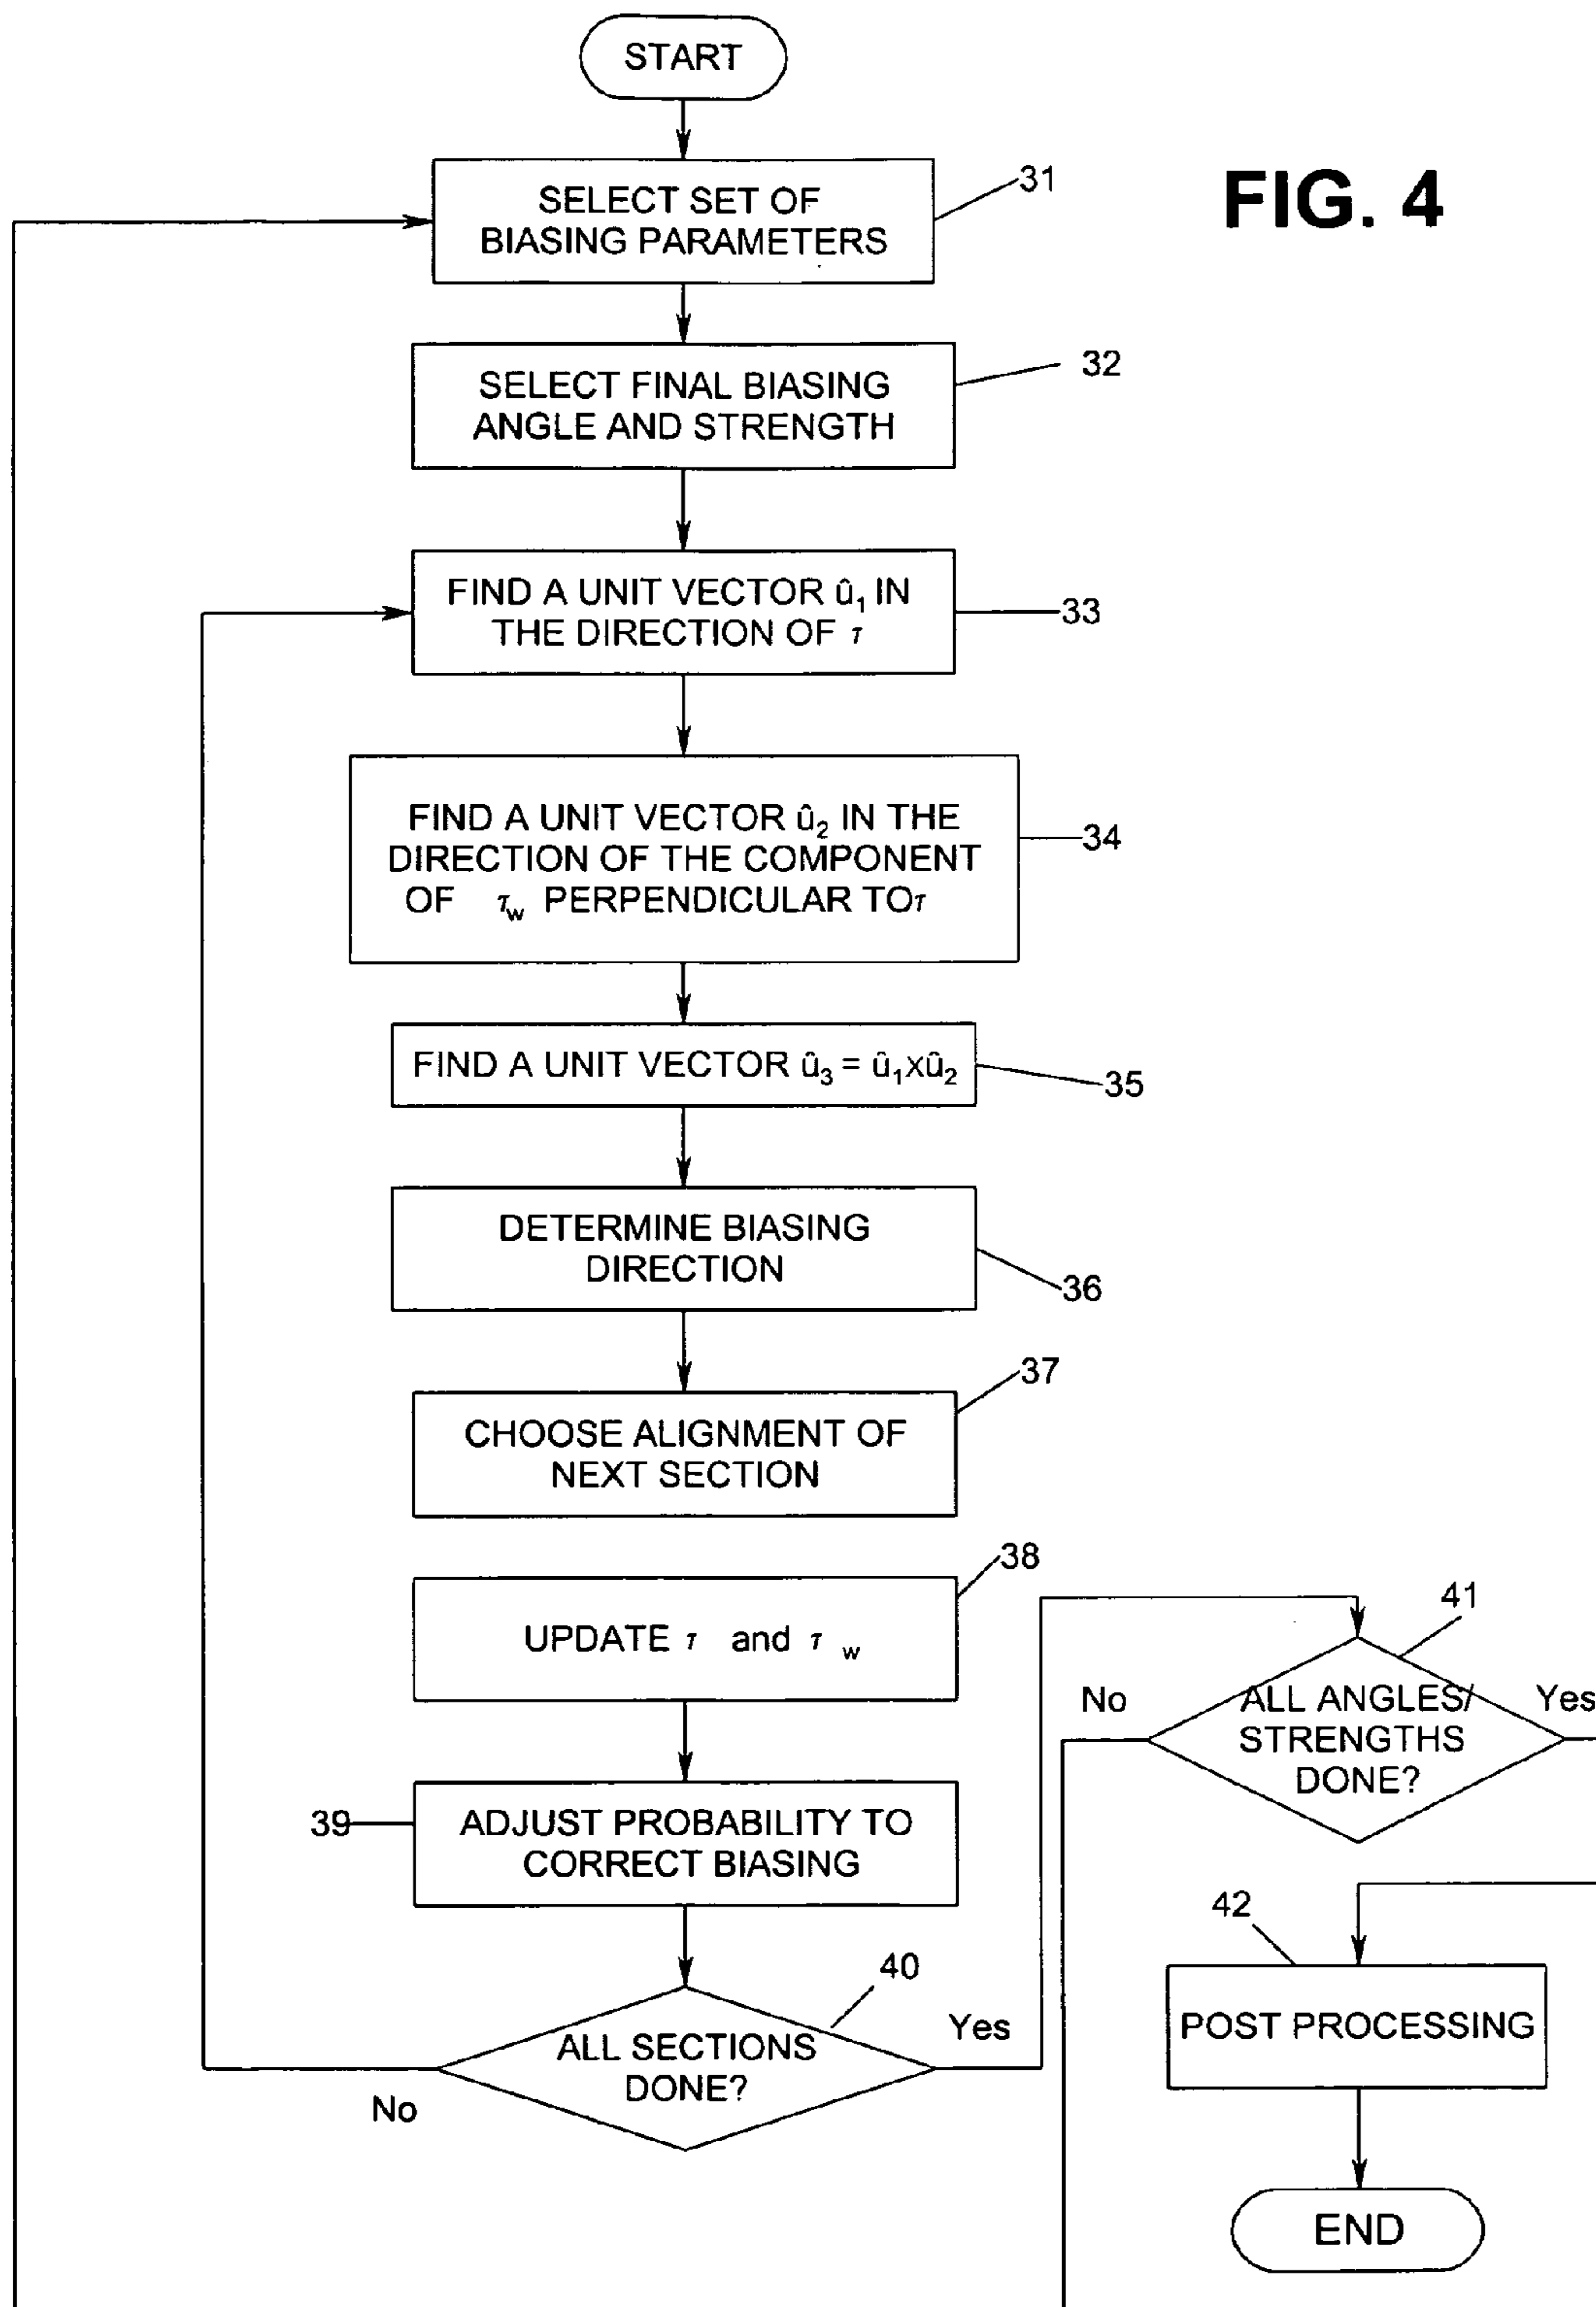 START
FIG. 4
31
SELECT SET OF
BIASING PARAMETERS
32
SELECT FINAL BIASING
ANGLE AND STRENGTH
33
FIND A UNIT VECTOR û₁ IN
THE DIRECTION OF τ
34
FIND A UNIT VECTOR û₂ IN THE
DIRECTION OF THE COMPONENT
OF τw PERPENDICULAR TO τ
35
FIND A UNIT VECTOR û₃ = û₁xû₂
36
DETERMINE BIASING
DIRECTION
37
CHOOSE ALIGNMENT OF
NEXT SECTION
38
UPDATE τ and τ w
39
ADJUST PROBABILITY TO
CORRECT BIASING
40
ALL SECTIONS
DONE?
No
Yes
41
ALL ANGLES/
STRENGTHS
DONE?
No
Yes
42
POST PROCESSING
END